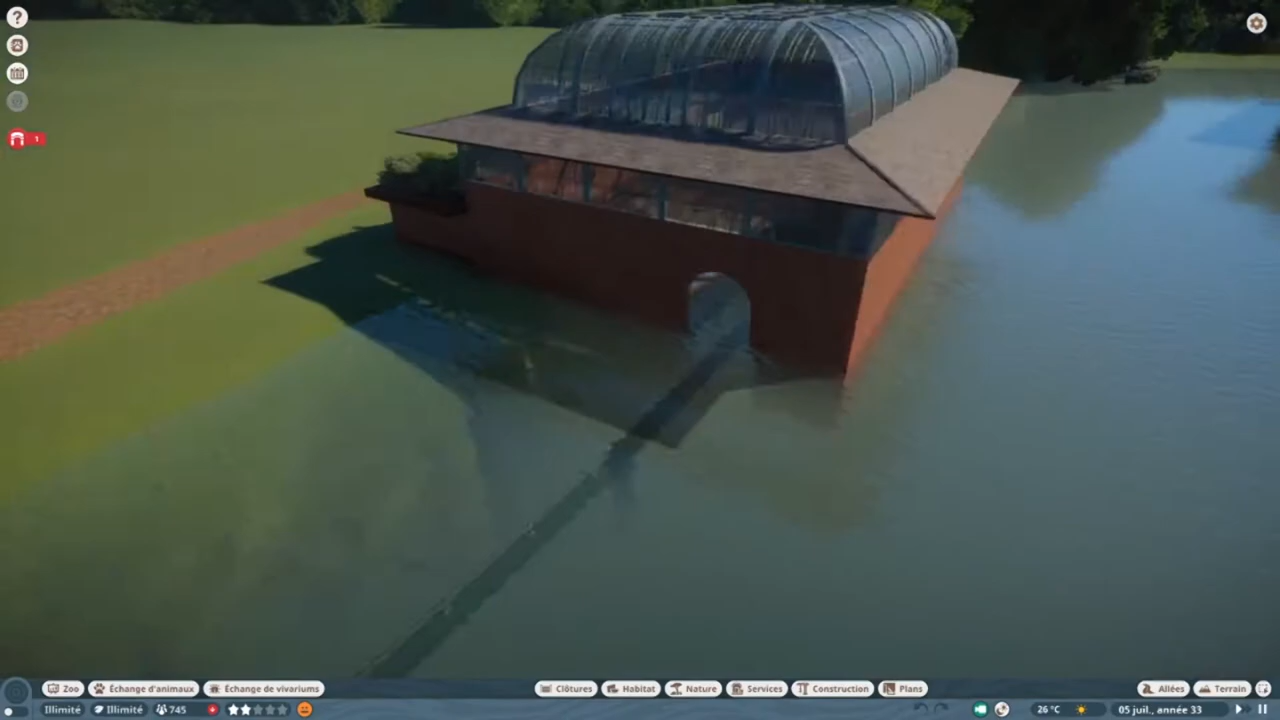 ?
1
Zoo Échange d'animaux Échange de vivariums Clôtures Habitat Nature Services Construction Plans Allées Terrain
Illimité Illimité 745 26 °C 05 juil., année 33